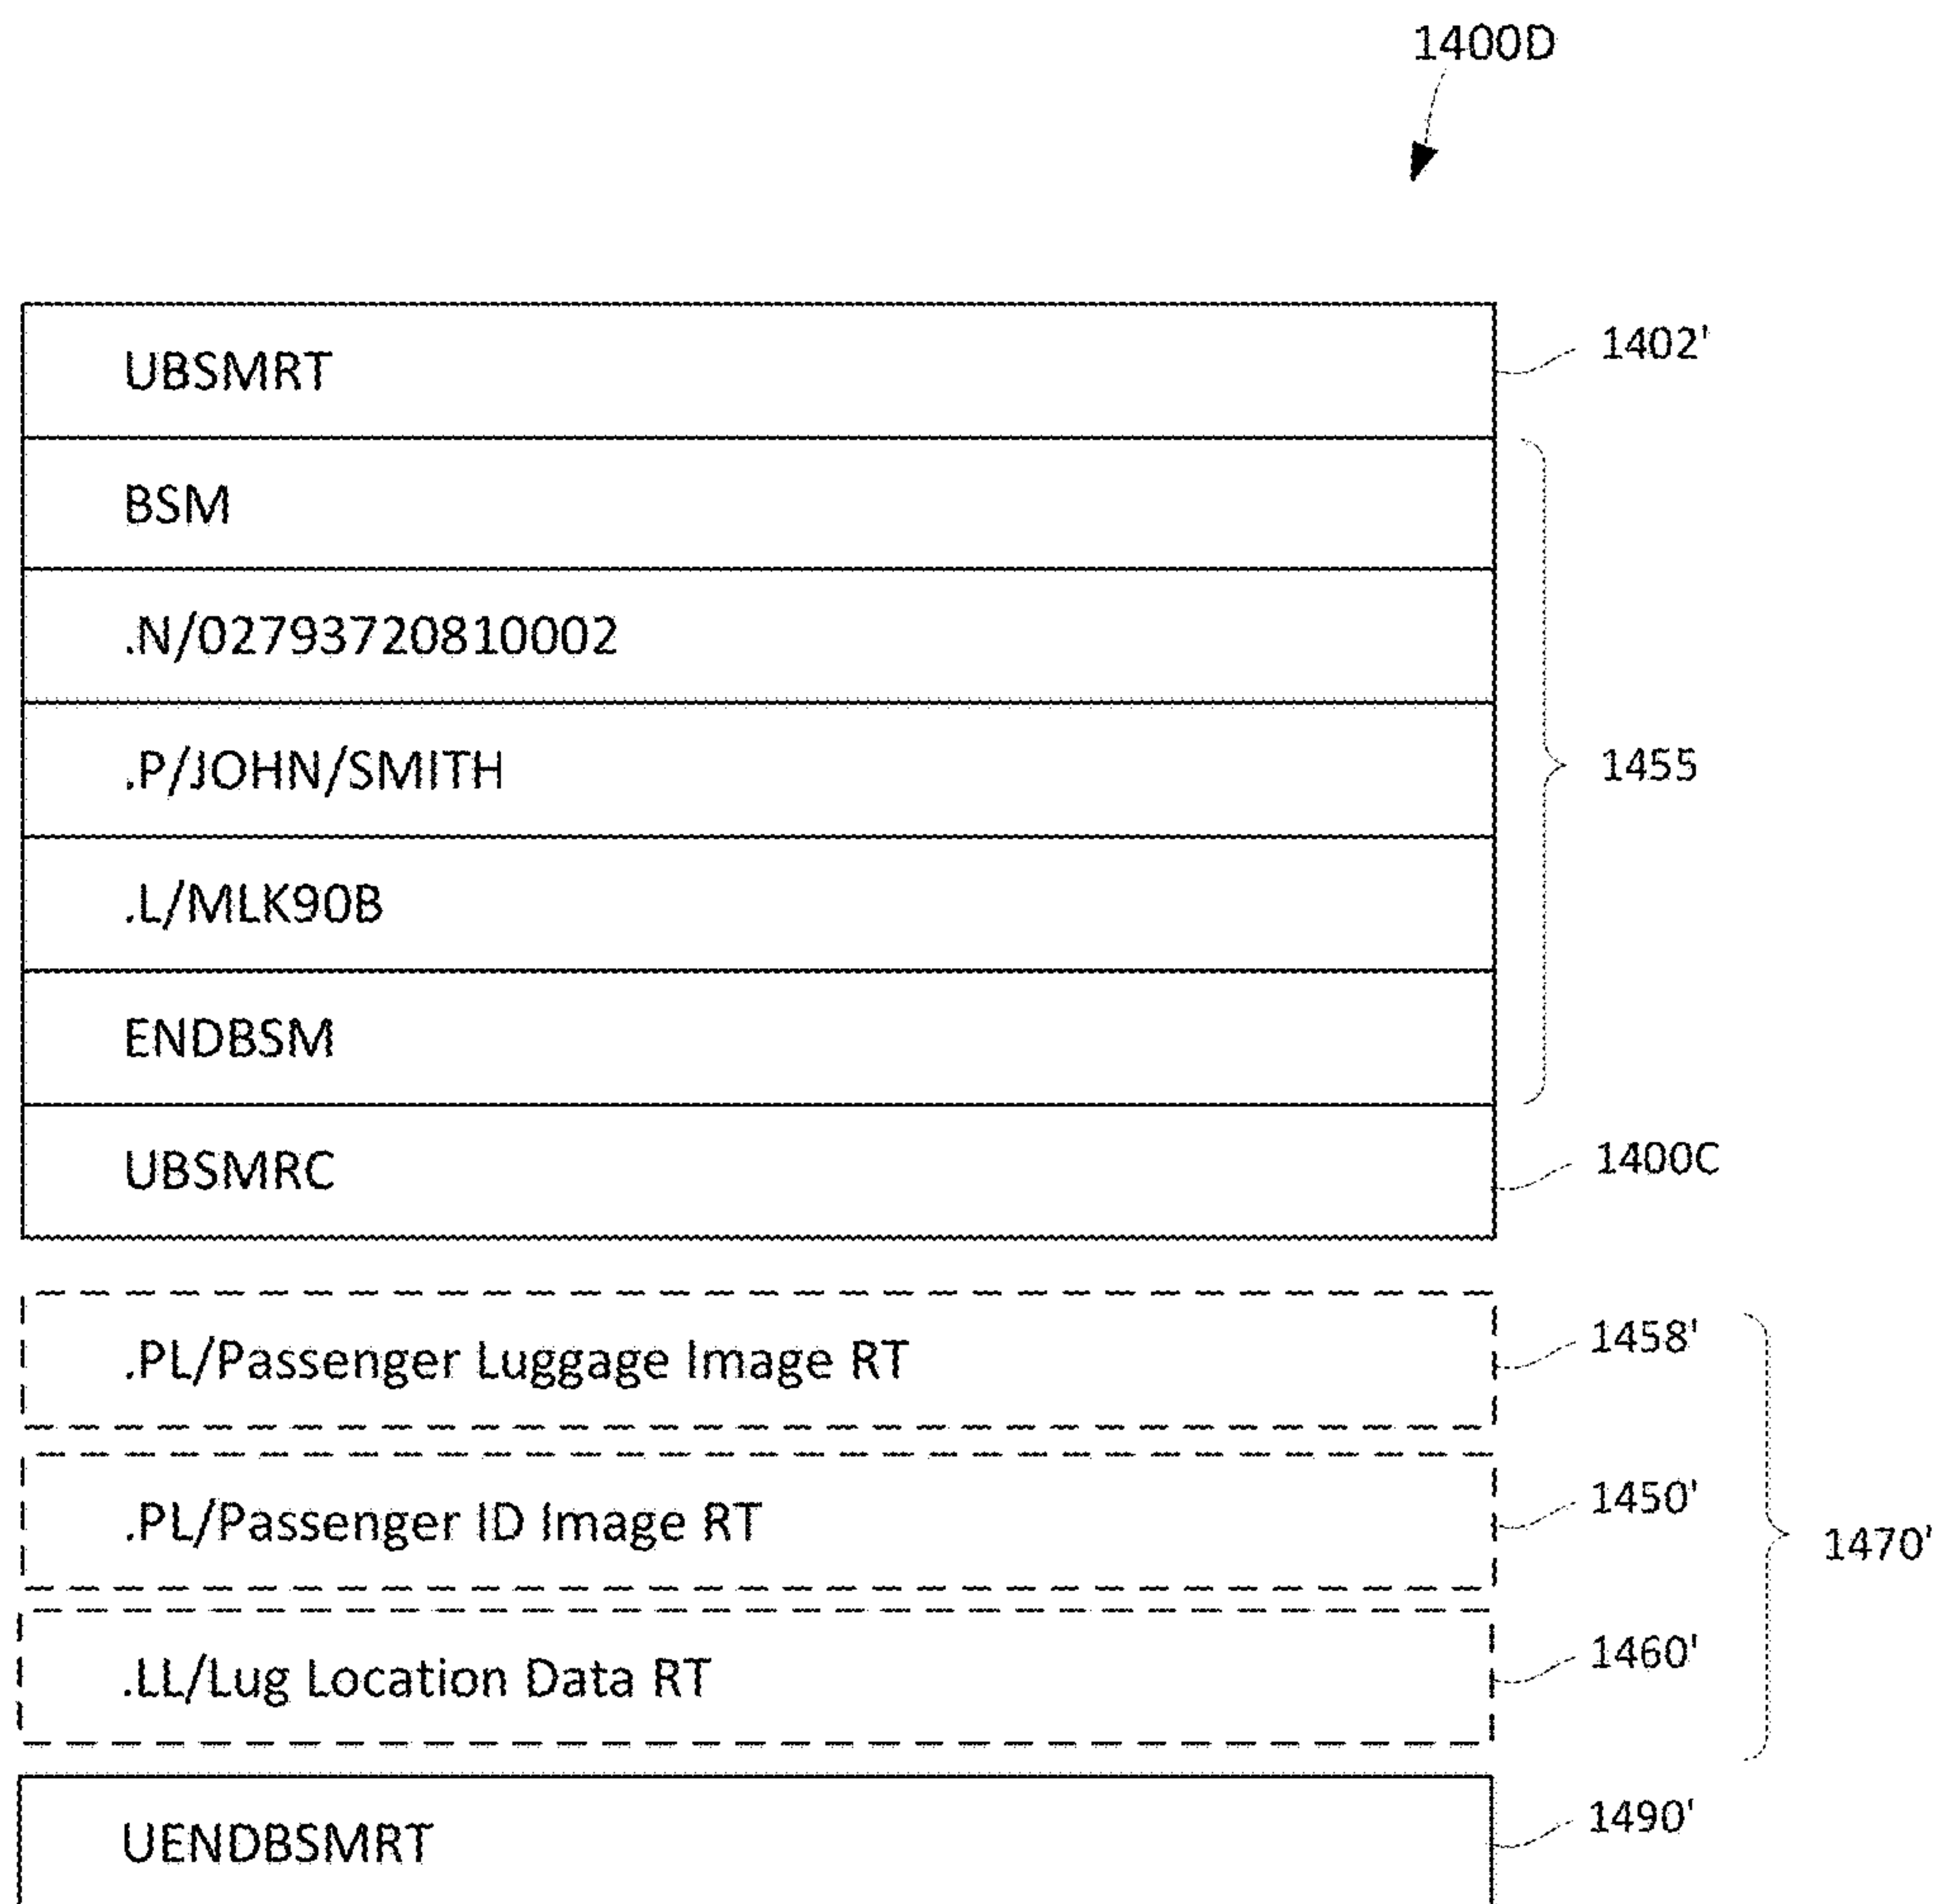 1400D
UBSMRT 1402'
BSM
.N/02793720810002
.P/JOHN/SMITH
1455
.L/MLK90B
ENDBSM
UBSMRC 1400C
.PL/Passenger Luggage Image RT 1458'
.PL/Passenger ID Image RT 1450'
1470'
.LL/Lug Location Data RT 1460'
UENDBSMRT 1490'